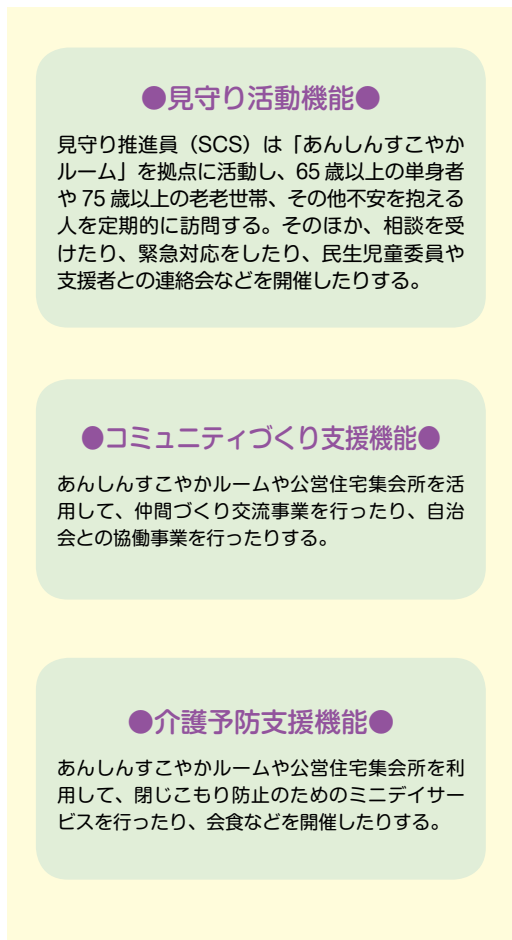 ●見守り活動機能●
見守り推進員（SCS）は「あんしんすこやか
ルーム」を拠点に活動し、65 歳以上の単身者
や 75 歳以上の老老世帯、その他不安を抱える
人を定期的に訪問する。そのほか、相談を受
けたり、緊急対応をしたり、民生児童委員や
支援者との連絡会などを開催したりする。
●コミュニティづくり支援機能●
あんしんすこやかルームや公営住宅集会所を活
用して、仲間づくり交流事業を行ったり、自治
会との協働事業を行ったりする。
●介護予防支援機能●
あんしんすこやかルームや公営住宅集会所を利
用して、閉じこもり防止のためのミニデイサー
ビスを行ったり、会食などを開催したりする。